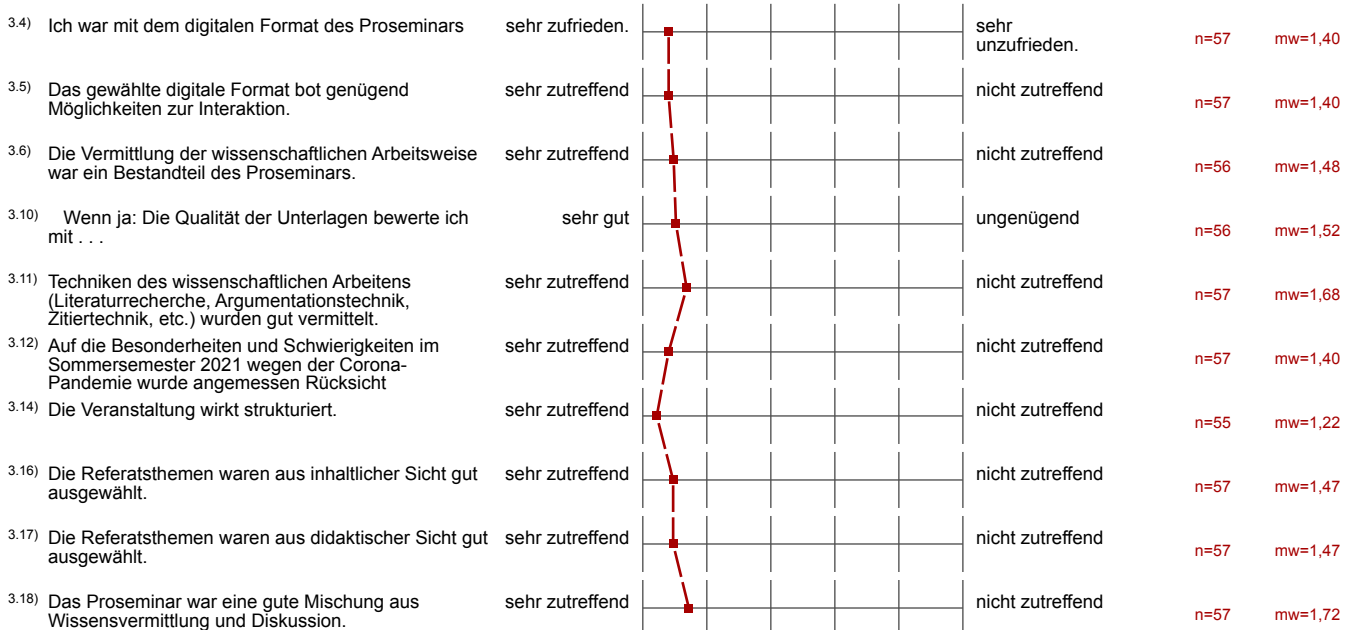 3.4) Ich war mit dem digitalen Format des Proseminars sehr zufrieden. sehr
unzufrieden. n=57 mw=1,40
3.5) Das gewählte digitale Format bot genügend
Möglichkeiten zur Interaktion. sehr zutreffend nicht zutreffend n=57 mw=1,40
3.6) Die Vermittlung der wissenschaftlichen Arbeitsweise
war ein Bestandteil des Proseminars. sehr zutreffend nicht zutreffend n=56 mw=1,48
3.10) Wenn ja: Die Qualität der Unterlagen bewerte ich
mit . . . sehr gut ungenügend n=56 mw=1,52
3.11) Techniken des wissenschaftlichen Arbeitens
(Literaturrecherche, Argumentationstechnik,
Zitiertechnik, etc.) wurden gut vermittelt. sehr zutreffend nicht zutreffend n=57 mw=1,68
3.12) Auf die Besonderheiten und Schwierigkeiten im
Sommersemester 2021 wegen der Corona-
Pandemie wurde angemessen Rücksicht sehr zutreffend nicht zutreffend n=57 mw=1,40
3.14) Die Veranstaltung wirkt strukturiert. sehr zutreffend nicht zutreffend n=55 mw=1,22
3.16) Die Referatsthemen waren aus inhaltlicher Sicht gut
ausgewählt. sehr zutreffend nicht zutreffend n=57 mw=1,47
3.17) Die Referatsthemen waren aus didaktischer Sicht gut
ausgewählt. sehr zutreffend nicht zutreffend n=57 mw=1,47
3.18) Das Proseminar war eine gute Mischung aus
Wissensvermittlung und Diskussion. sehr zutreffend nicht zutreffend n=57 mw=1,72